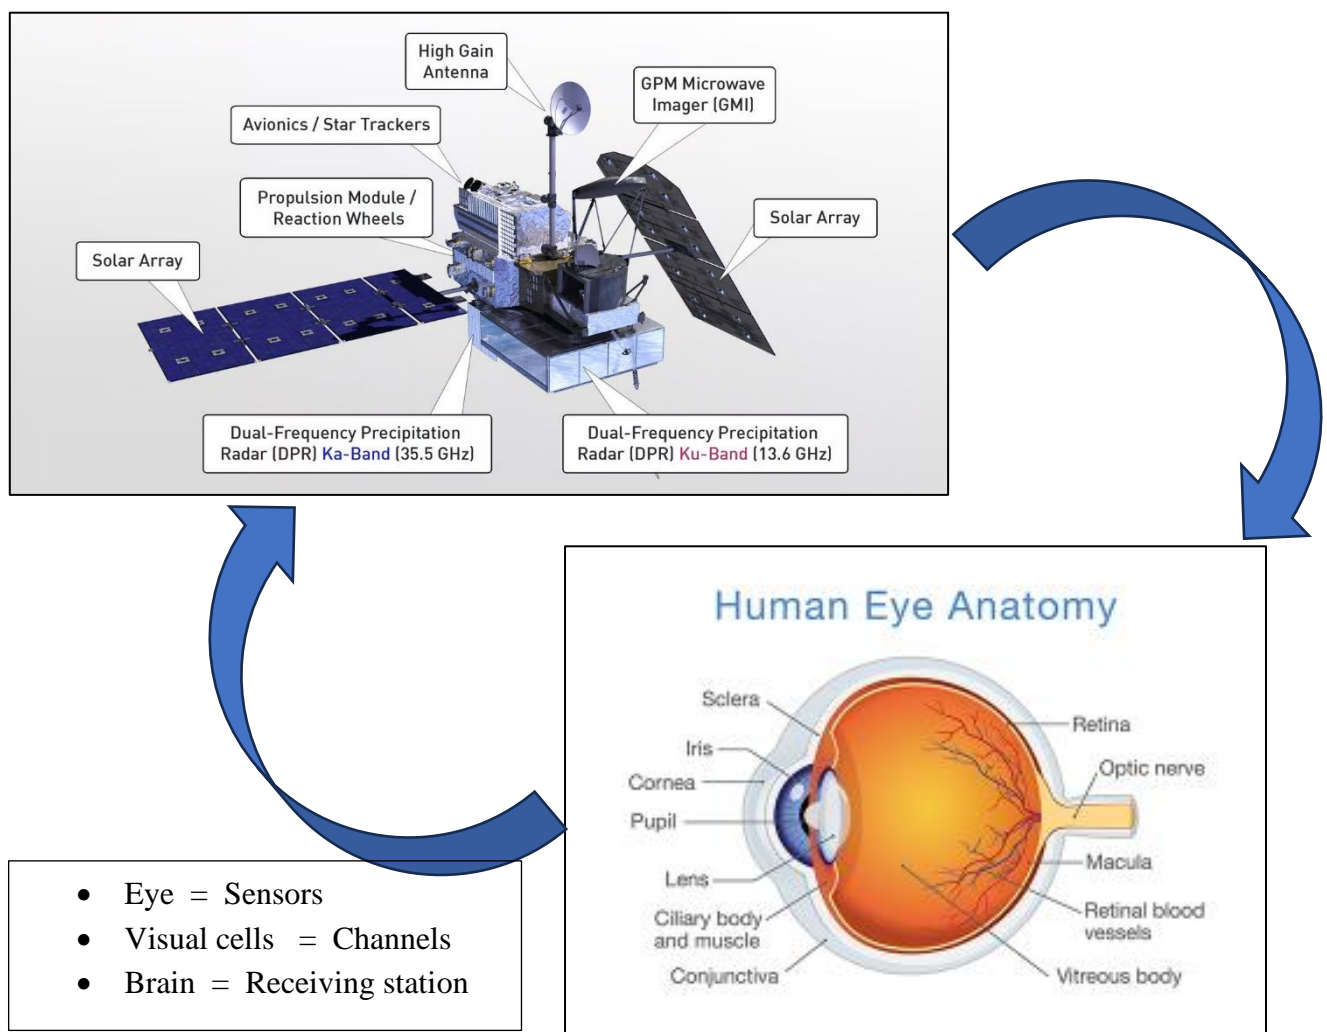 High Gain
Antenna
GPM Microwave
Imager (GMI)
Avionics / Star Trackers
Propulsion Module /
Reaction Wheels
Solar Array
Solar Array
Dual-Frequency Precipitation
Radar (DPR) Ka-Band (35.5 GHz)
Dual-Frequency Precipitation
Radar (DPR) Ku-Band (13.6 GHz)
Human Eye Anatomy
Sclera
Iris
Cornea
Pupil
Lens
Ciliary body
and muscle
Conjunctiva
Retina
Optic nerve
Macula
Retinal blood
vessels
Vitreous body
• Eye = Sensors
• Visual cells = Channels
• Brain = Receiving station